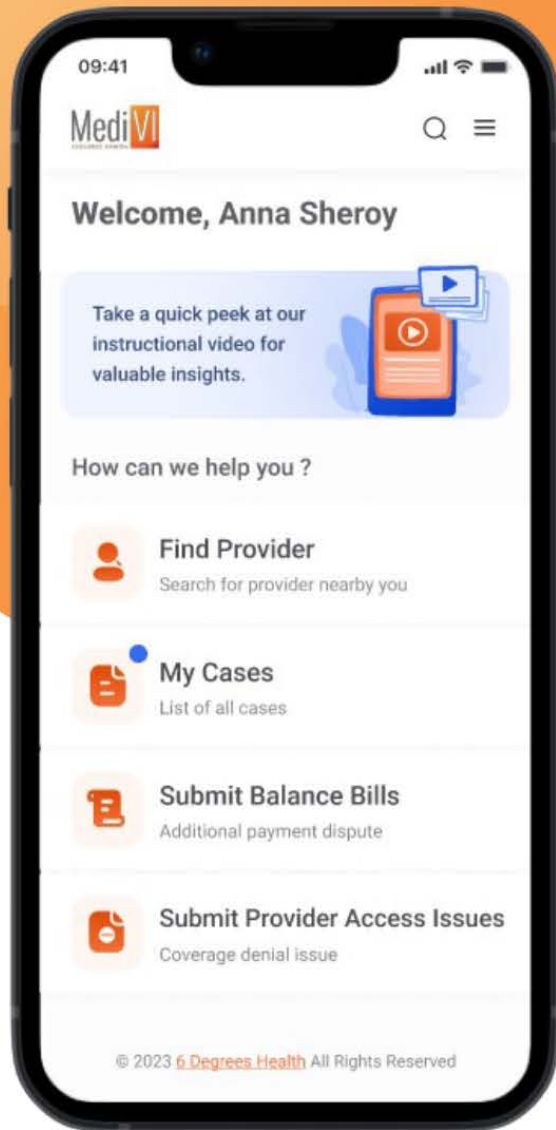 09:41
MediVI
Welcome, Anna Sheroy
Take a quick peek at our
instructional video for
valuable insights.
How can we help you ?
Find Provider
Search for provider nearby you
My Cases
List of all cases
Submit Balance Bills
Additional payment dispute
Submit Provider Access Issues
Coverage denial issue
© 2023 6 Degrees Health All Rights Reserved